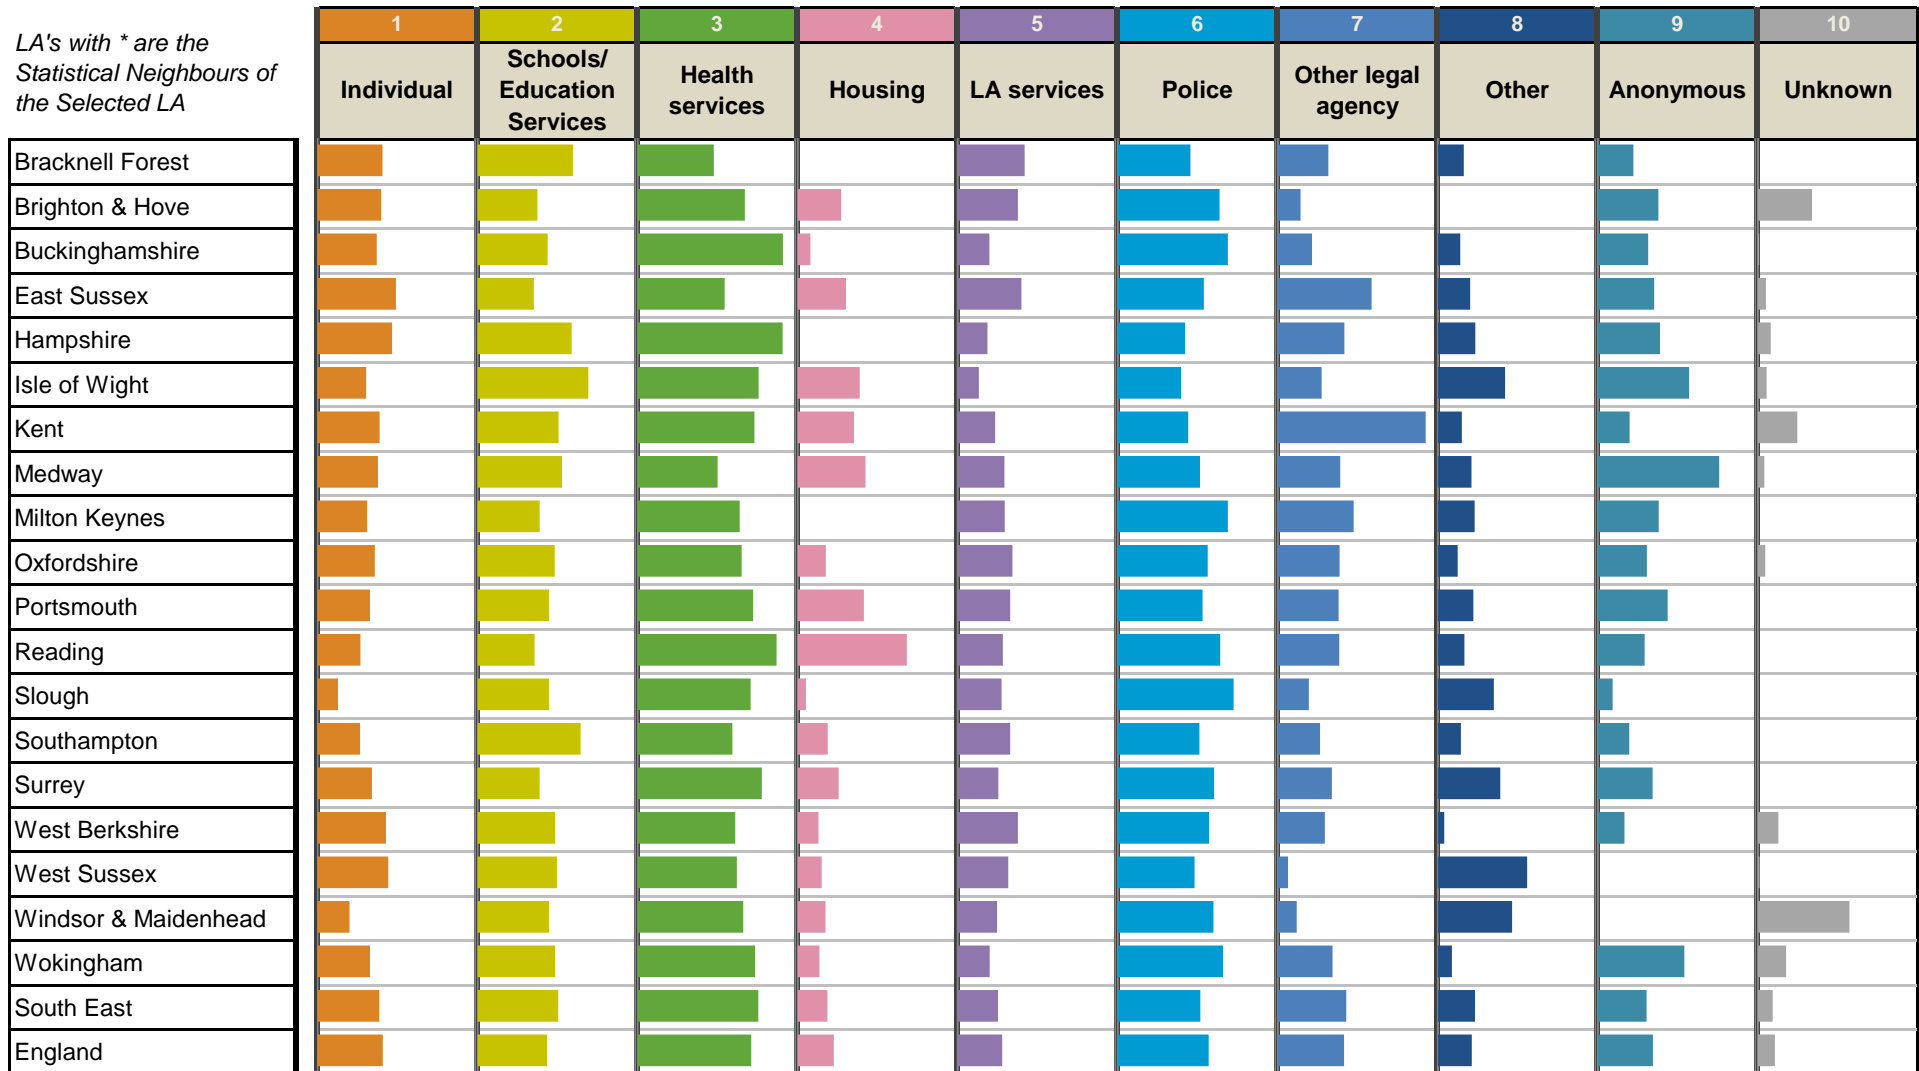 LA's with * are the
Statistical Neighbours of
the Selected LA
1 2 3 4 5 6 7 8 9 10
Individual
Schools/
Education
Services
Health
services
Housing
LA services
Police
Other legal
agency
Other
Anonymous
Unknown
Bracknell Forest
Brighton & Hove
Buckinghamshire
East Sussex
Hampshire
Isle of Wight
Kent
Medway
Milton Keynes
Oxfordshire
Portsmouth
Reading
Slough
Southampton
Surrey
West Berkshire
West Sussex
Windsor & Maidenhead
Wokingham
South East
England